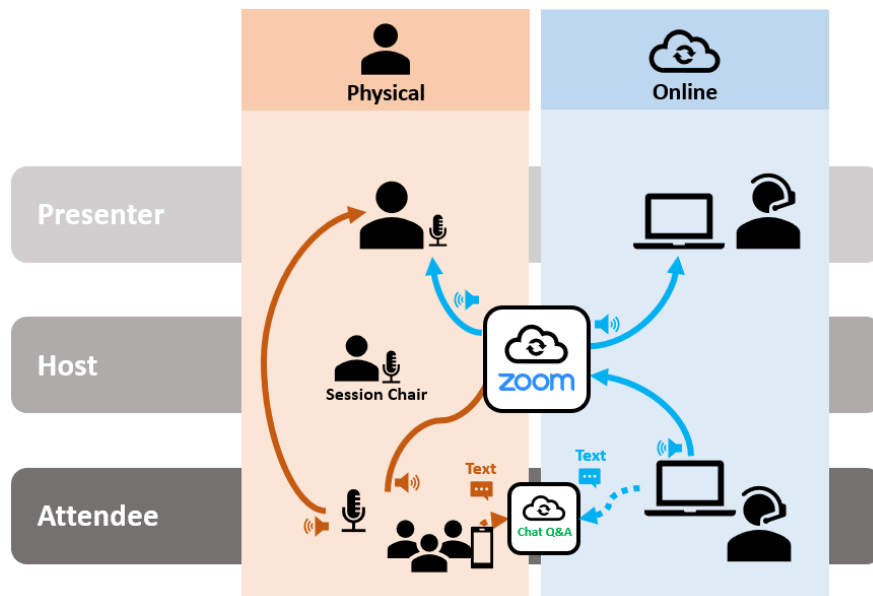 Physical
Online
Presenter
Host
zoom
Session Chair
Text
Text
Attendee
Chat Q&A